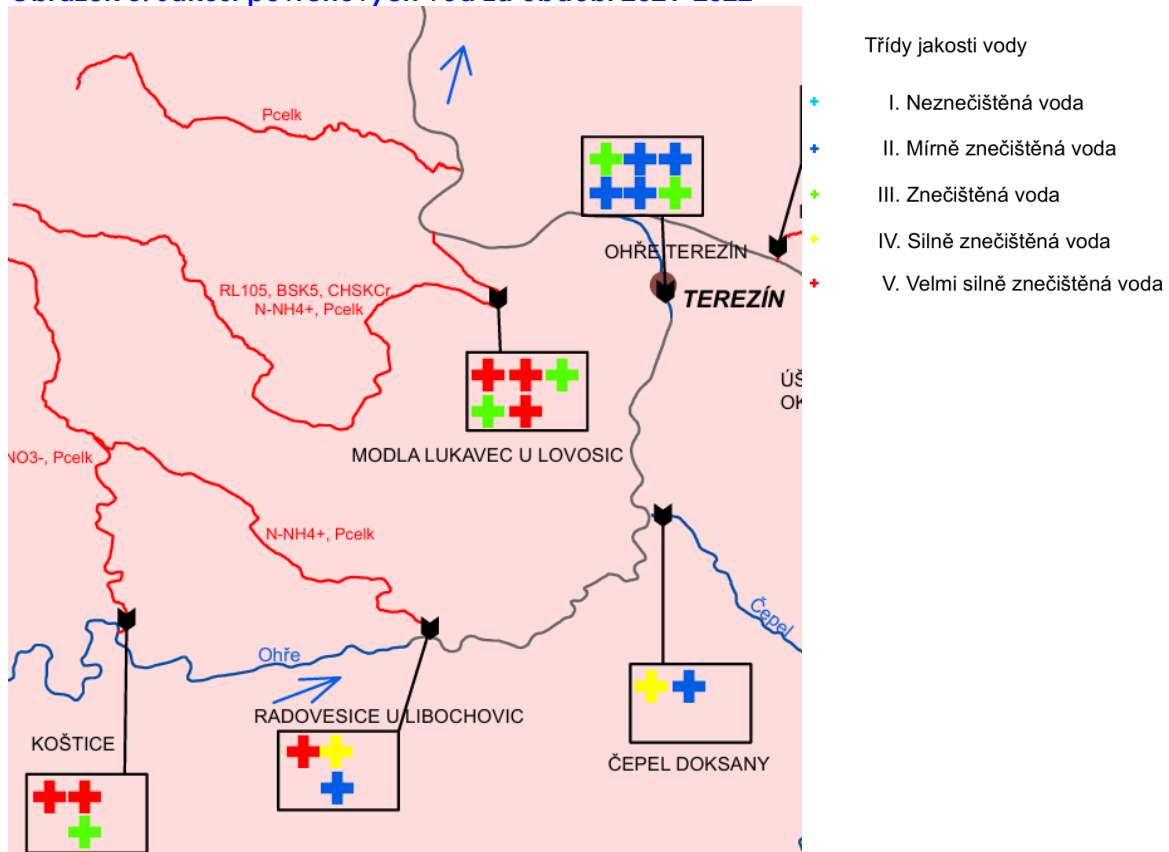 Třídy jakosti vody
I. Neznečištěná voda
II. Mírně znečištěná voda
III. Znečištěná voda
IV. Silně znečištěná voda
V. Velmi silně znečištěná voda
Pcelk
OHŘE TEREZÍN
TEREZÍN
RL105, BSK5, CHSKCr
N-NH4+, Pcelk
MODLA LUKAVEC U LOVOSIC
NO3-, Pcelk
N-NH4+, Pcelk
Čepel
Ohře
RADOVESICE U LIBOCHOVIC
KOŠTICE
ČEPEL DOKSANY